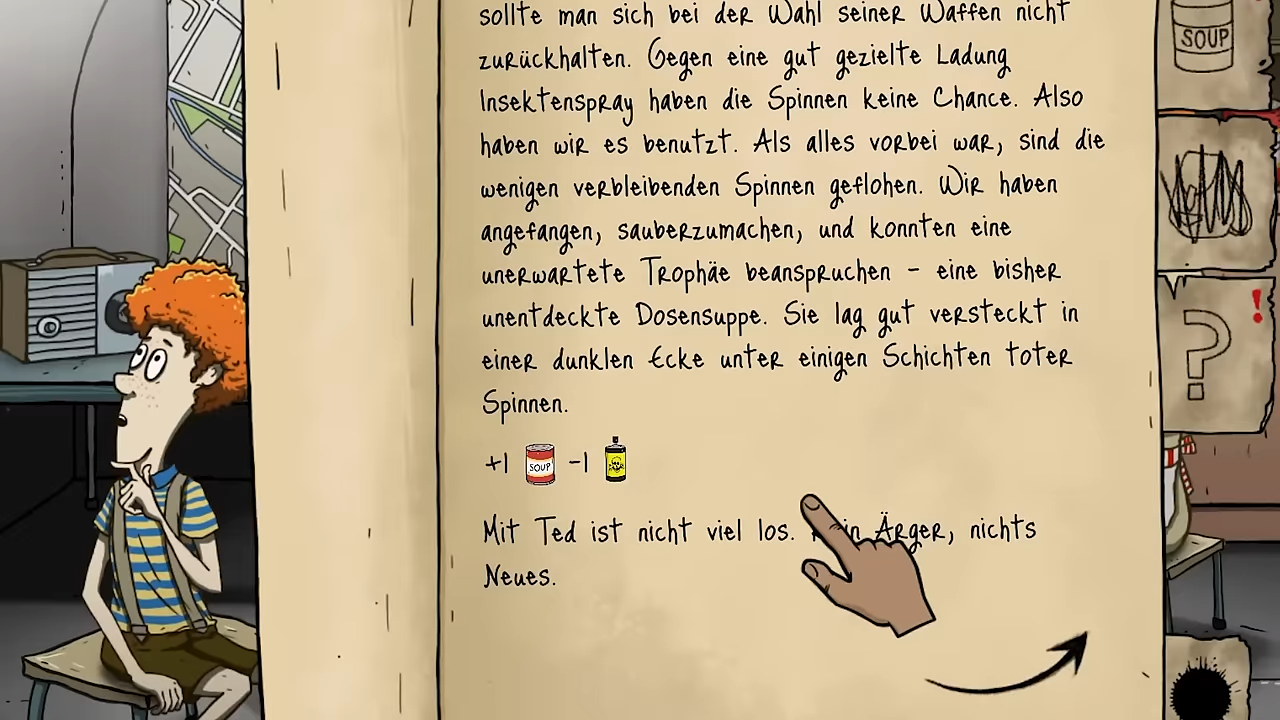 sollte man sich bei der Wahl seiner Waffen nicht
zurückhalten. Gegen eine gut gezielte Ladung
Insektenspray haben die Spinnen keine Chance. Also
haben wir es benutzt. Als alles vorbei war, sind die
wenigen verbleibenden Spinnen geflohen. Wir haben
angefangen, sauberzumachen, und konnten eine
unerwartete Trophäe beanspruchen – eine bisher
unentdeckte Dosensuppe. Sie lag gut versteckt in
einer dunklen Ecke unter einigen Schichten toter
Spinnen.
+1 SOUP -1
Mit Ted ist nicht viel los. Ärger, nichts
Neues.
SOUP
!
?